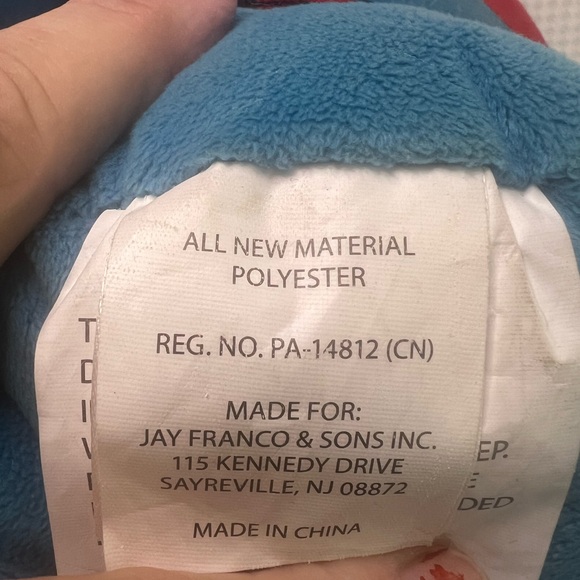 ALL NEW MATERIAL
POLYESTER
REG. NO. PA-14812 (CN)
MADE FOR:
JAY FRANCO & SONS INC.
115 KENNEDY DRIVE
SAYREVILLE, NJ 08872
MADE IN CHINA